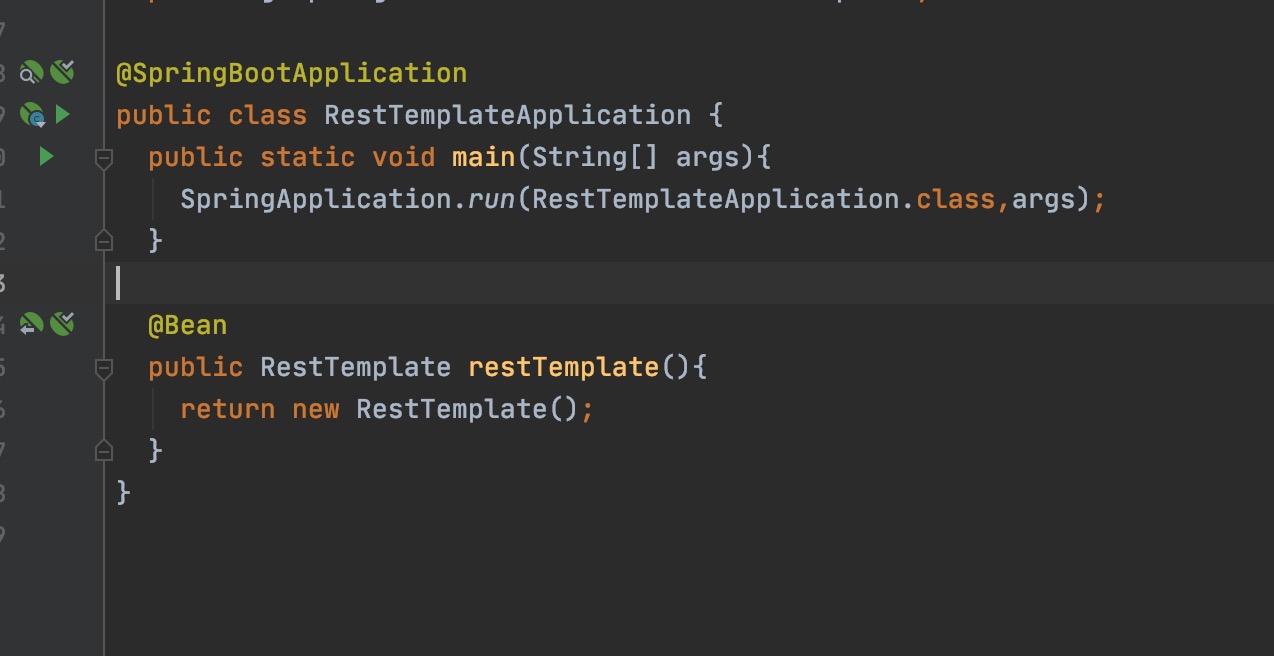 @SpringBootApplication
public class RestTemplateApplication {
public static void main(String[] args){
SpringApplication.run(RestTemplateApplication.class,args);
}
@Bean
public RestTemplate restTemplate(){
return new RestTemplate();
}
}